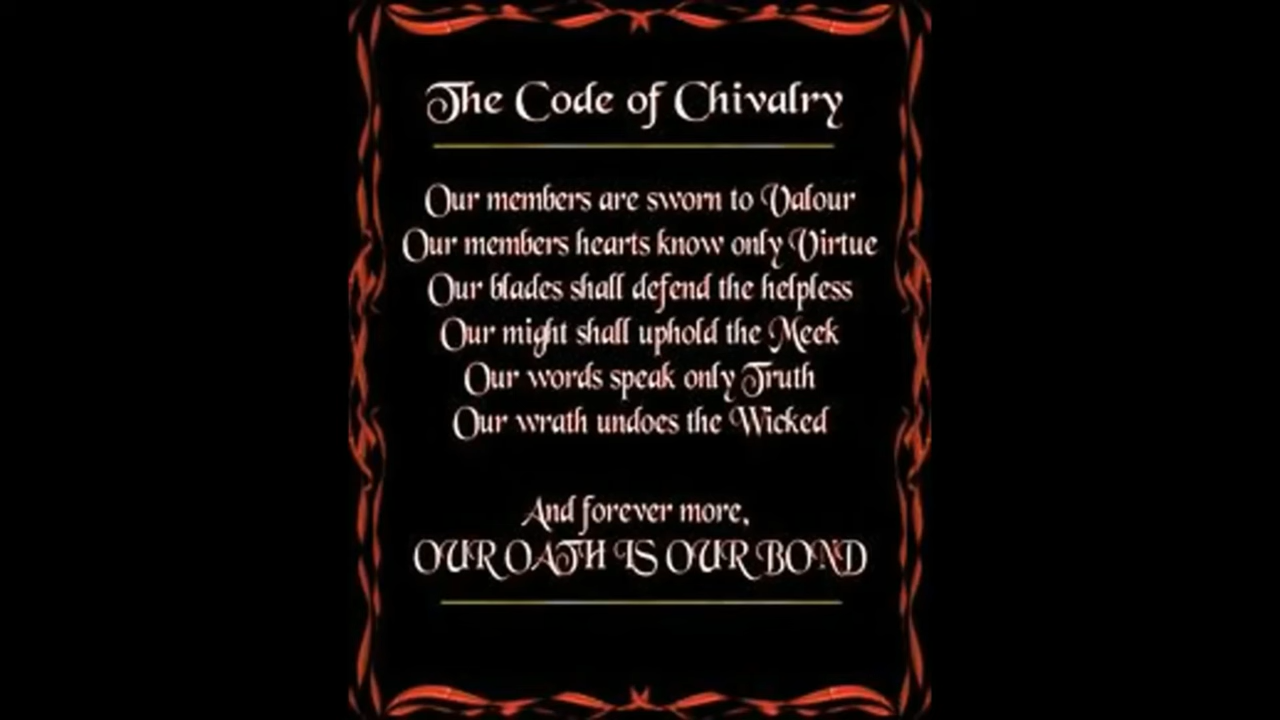 The Code of Chivalry
Our members are sworn to Valour
Our members hearts know only Virtue
Our blades shall defend the helpless
Our might shall uphold the Meek
Our words speak only Truth
Our wrath undoes the Wicked
And forever more,
OUR OATH IS OUR BOND